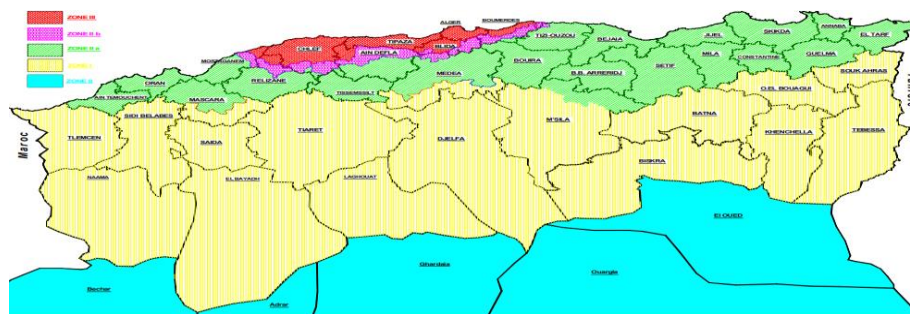 ZONE III
ZONE II b
ZONE II a
ZONE I
ZONE 0
ALGER
BOUMERDES
TIPAZA
CHLEF
AIN DEFLA
BLIDA
TIZI.OUZOU
BEJAIA
JIJEL
SKIKDA
ANNABA
EL TARF
MOSTAGANEM
ORAN
RELIZANE
MEDEA
BOUIRA
B.B. ARRERIDJ
SETIF
MILA
CONSTANTINE
GUELMA
SOUK AHRAS
AIN TEMOUCHENT
MASCARA
TISSEMSSILT
O.EL BOUAGUI
SIDI BELABES
TLEMCEN
SAIDA
TIARET
DJELFA
M'SILA
BATNA
KHENCHELLA
TEBESSA
Maroc
BISKRA
NAAMA
EL BAYADH
LAGHOUAT
El OUED
Ghardaia
Ouargla
Bechar
Adrar